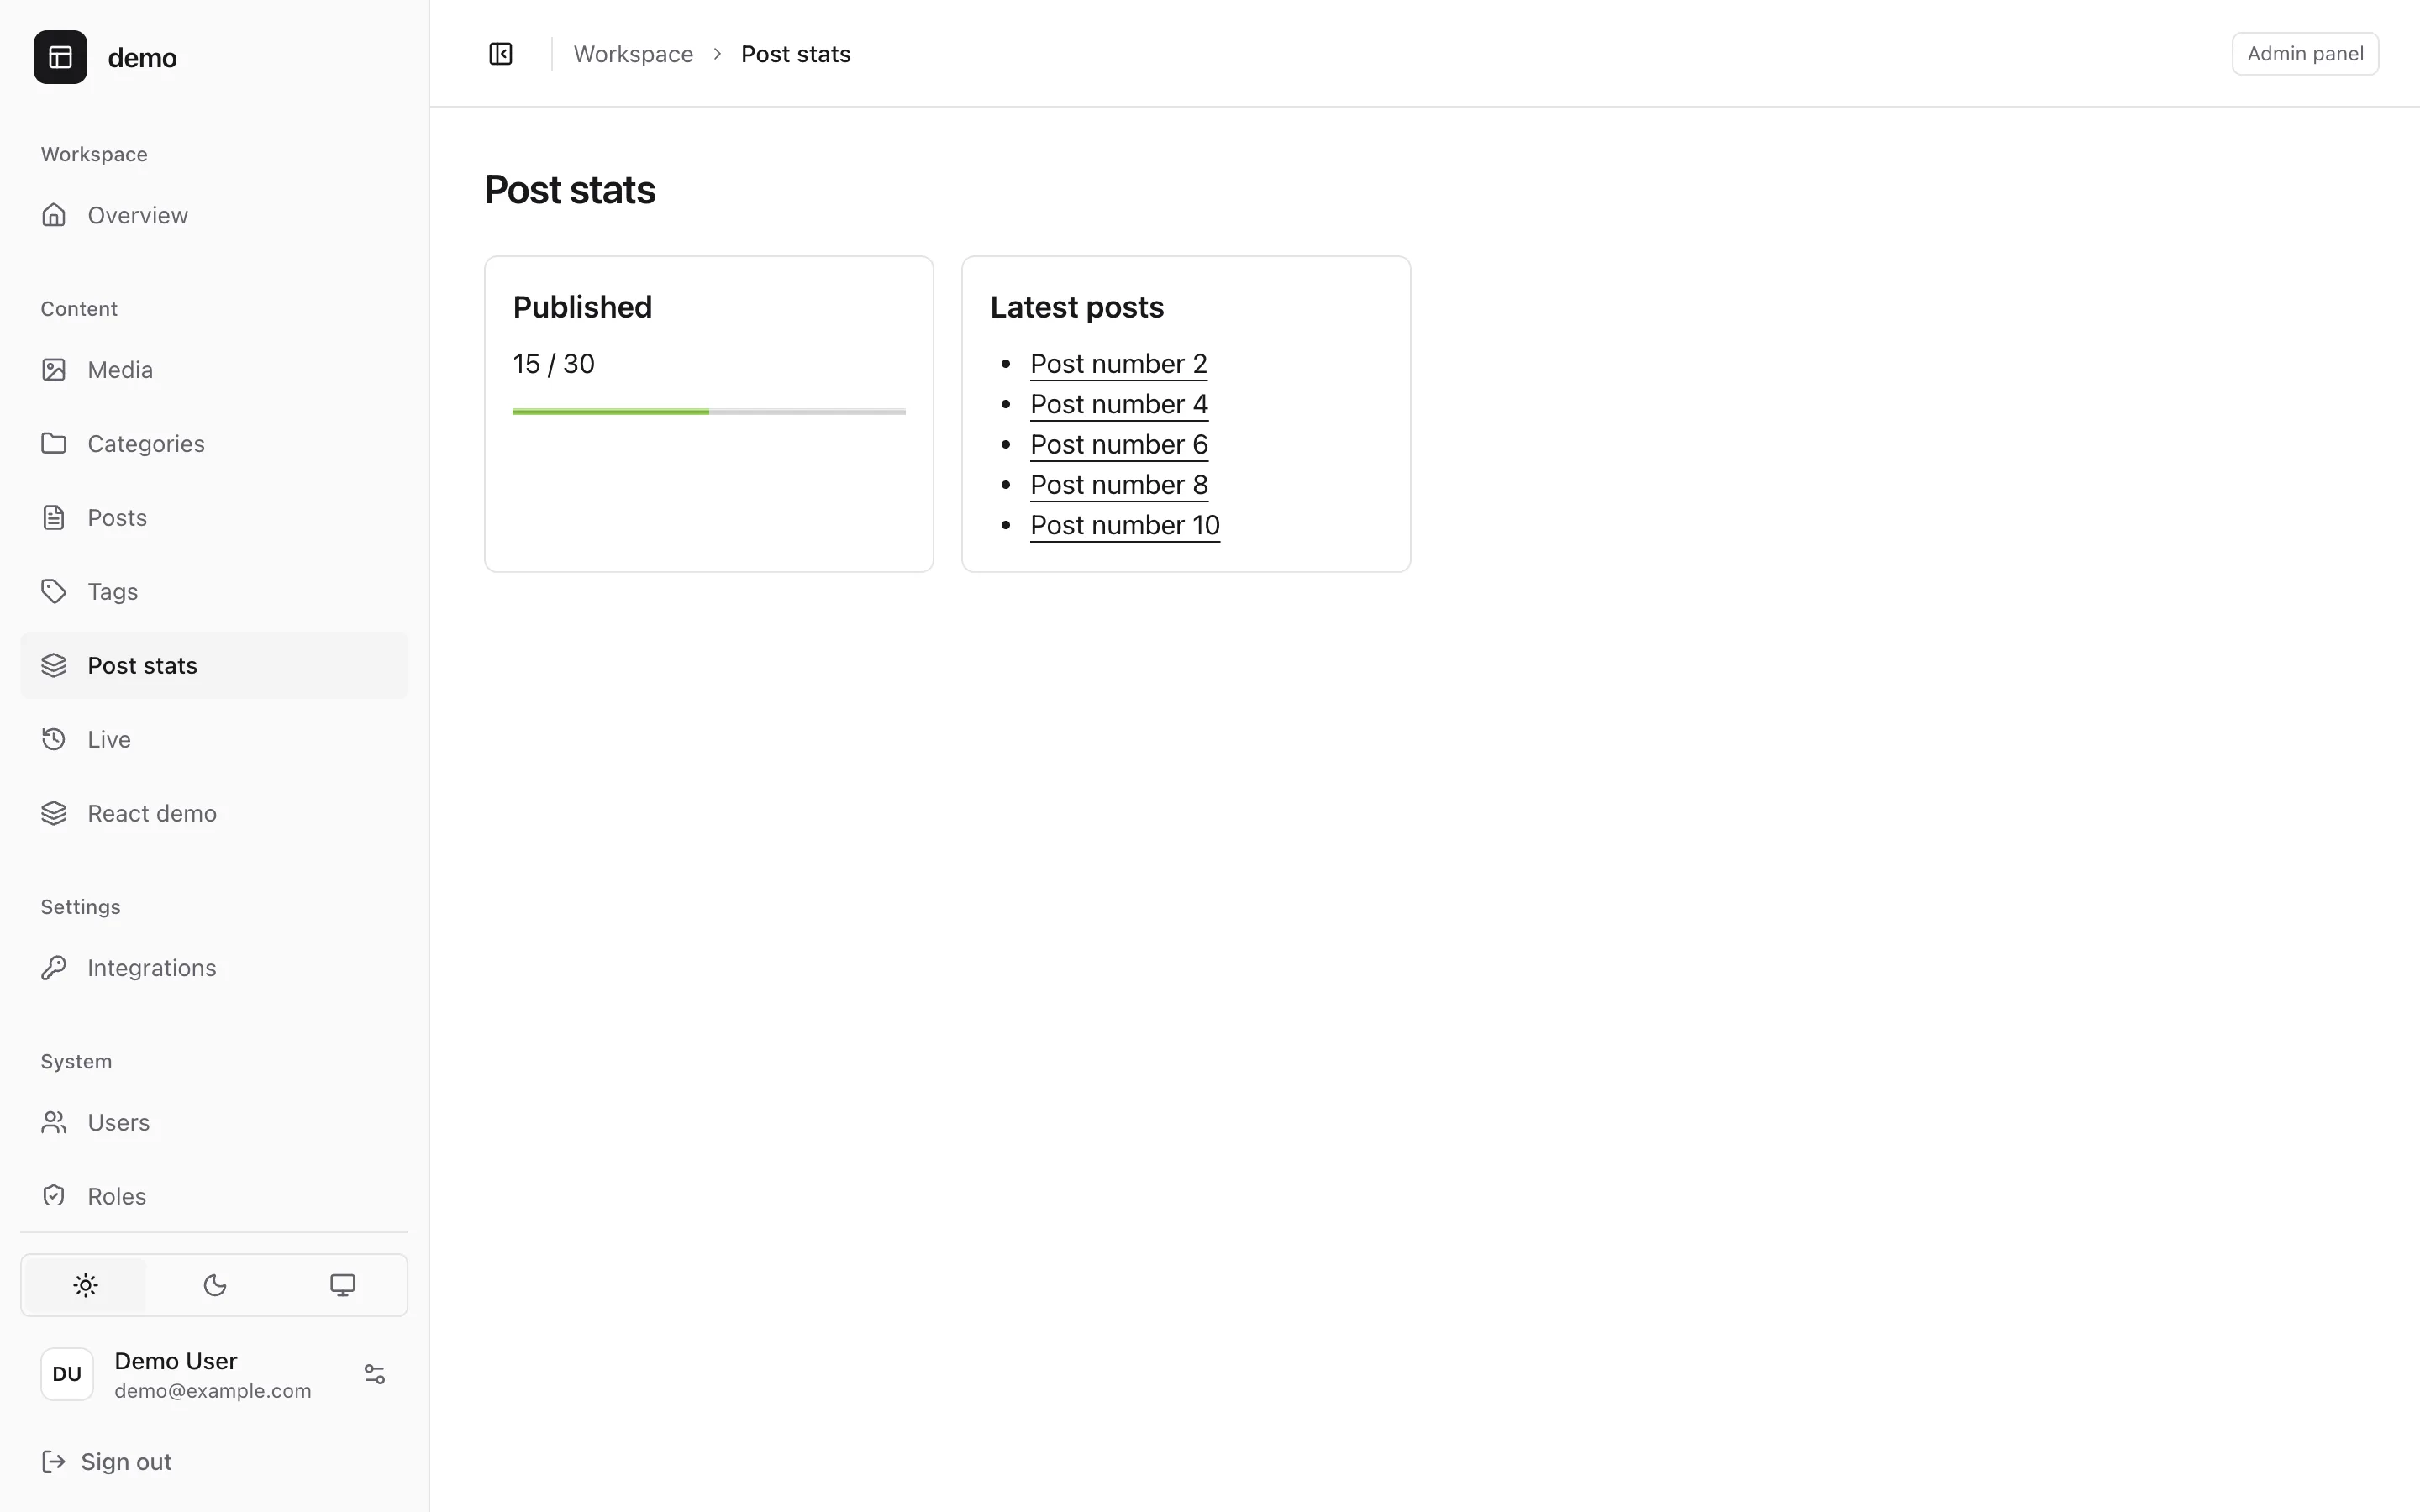 demo
Workspace
Overview
Content
Media
Categories
Posts
Tags
Post stats
Live
React demo
Settings
Integrations
System
Users
Roles
DU
Demo User
demo@example.com
Sign out
Workspace > Post stats
Admin panel
Post stats
Published
15 / 30
Latest posts
• Post number 2
• Post number 4
• Post number 6
• Post number 8
• Post number 10